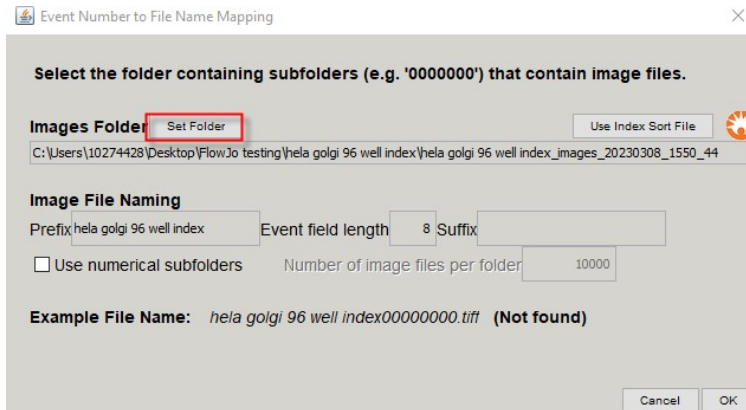 Event Number to File Name Mapping
Select the folder containing subfolders (e.g. '0000000') that contain image files.
Images Folder Set Folder Use Index Sort File
C:\Users\10274428\Desktop\FlowJo testing\hela golgi 96 well index\hela golgi 96 well index_images_20230308_1550_44
Image File Naming
Prefix hela golgi 96 well index Event field length 8 Suffix
Use numerical subfolders Number of image files per folder 10000
Example File Name: hela golgi 96 well index00000000.tiff (Not found)
Cancel OK